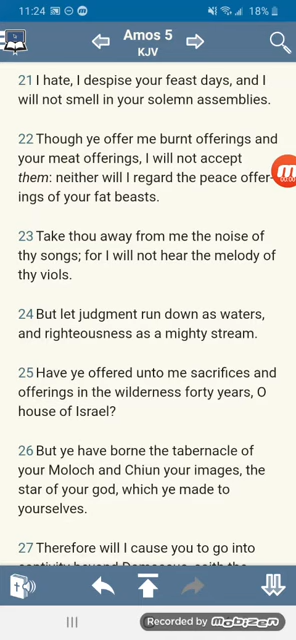 11:24
18%
Amos 5
KJV
21 I hate, I despise your feast days, and I
will not smell in your solemn assemblies.
22 Though ye offer me burnt offerings and
your meat offerings, I will not accept
them: neither will I regard the peace offer-
ings of your fat beasts.
23 Take thou away from me the noise of
thy songs; for I will not hear the melody of
thy viols.
24 But let judgment run down as waters,
and righteousness as a mighty stream.
25 Have ye offered unto me sacrifices and
offerings in the wilderness forty years, O
house of Israel?
26 But ye have borne the tabernacle of
your Moloch and Chiun your images, the
star of your god, which ye made to
yourselves.
27 Therefore will I cause you to go into
captivity beyond Damascus, saith the
Recorded by mobizen